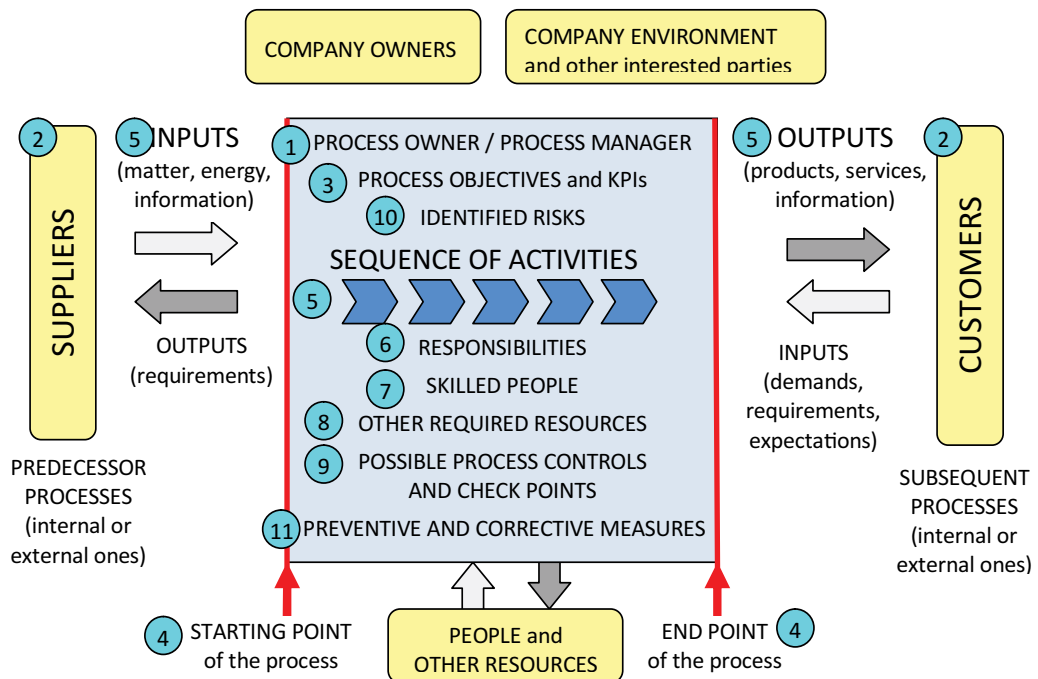 COMPANY OWNERS
COMPANY ENVIRONMENT
and other interested parties
2
SUPPLIERS
PREDECESSOR
PROCESSES
(internal or
external ones)
5
INPUTS
(matter, energy,
information)
OUTPUTS
(requirements)
1 PROCESS OWNER / PROCESS MANAGER
3 PROCESS OBJECTIVES and KPIs
10 IDENTIFIED RISKS
SEQUENCE OF ACTIVITIES
5
6 RESPONSIBILITIES
7 SKILLED PEOPLE
8 OTHER REQUIRED RESOURCES
9 POSSIBLE PROCESS CONTROLS
AND CHECK POINTS
11 PREVENTIVE AND CORRECTIVE MEASURES
5 OUTPUTS
(products, services,
information)
INPUTS
(demands,
requirements,
expectations)
2
CUSTOMERS
SUBSEQUENT
PROCESSES
(internal or
external ones)
4 STARTING POINT
of the process
PEOPLE and
OTHER RESOURCES
END POINT 4
of the process